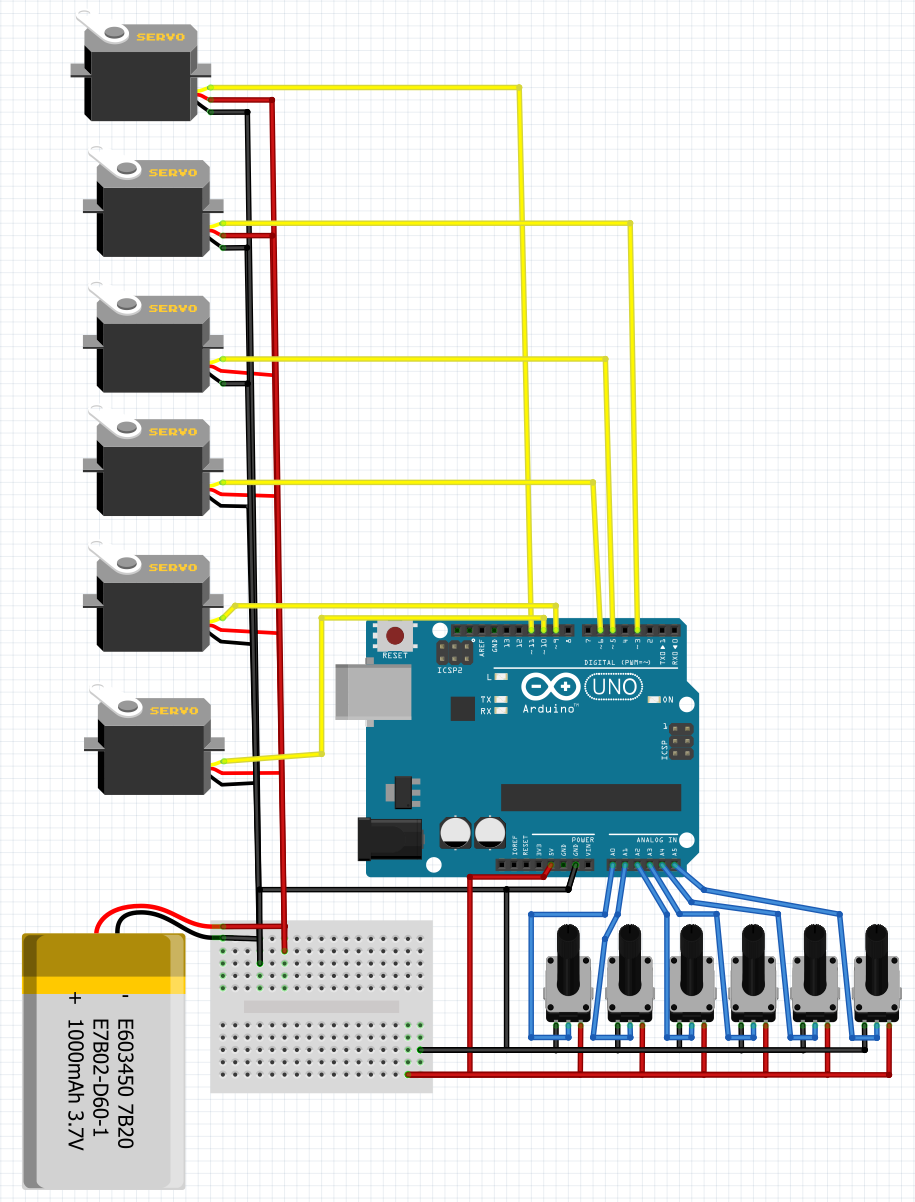 SERVO
SERVO
SERVO
SERVO
SERVO
SERVO
RESET
ICSP2
AREF
GND
13
12
~11
~10
~9
8
7
~6
~5
4
~3
2
TX0▶1
RX0◀0
DIGITAL (PWM=~)
L
TX
RX
Arduino™
UNO
ON
1
ICSP
POWER
ANALOG IN
IOREF
RESET
3V3
5V
GND
GND
VIN
A0
A1
A2
A3
A4
A5
E603450 7B20
E7B02-D60-1
1000mAh 3.7V
- +